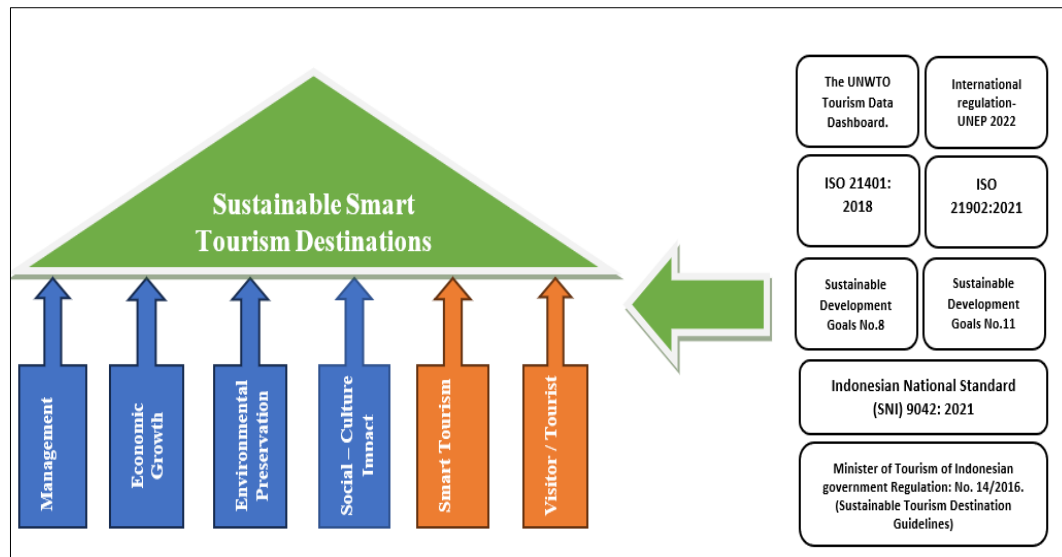 Sustainable Smart
Tourism Destinations
Management
Economic
Growth
Environmental
Preservation
Social – Culture
Impact
Smart Tourism
Visitor / Tourist
The UNWTO
Tourism Data
Dashboard.
International
regulation-
UNEP 2022
ISO 21401:
2018
ISO
21902:2021
Sustainable
Development
Goals No.8
Sustainable
Development
Goals No.11
Indonesian National Standard
(SNI) 9042: 2021
Minister of Tourism of Indonesian
government Regulation: No. 14/2016.
(Sustainable Tourism Destination
Guidelines)